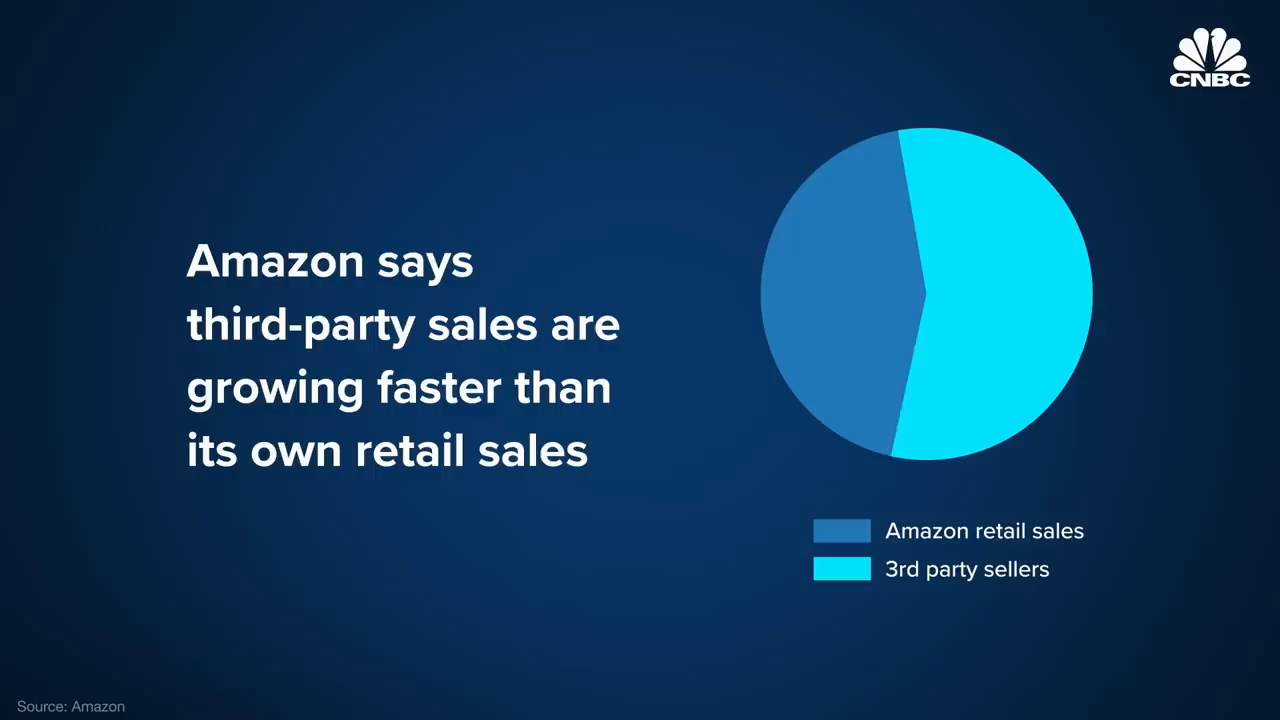 CNBC
Amazon says
third-party sales are
growing faster than
its own retail sales
Amazon retail sales
3rd party sellers
Source: Amazon